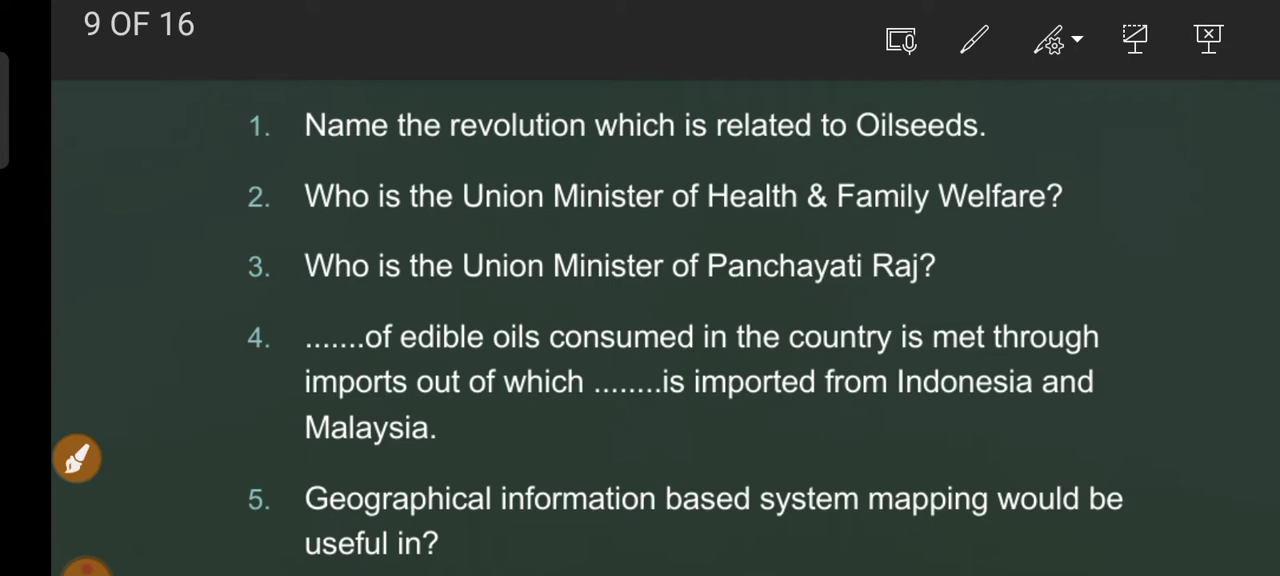 9 OF 16
1. Name the revolution which is related to Oilseeds.
2. Who is the Union Minister of Health & Family Welfare?
3. Who is the Union Minister of Panchayati Raj?
4. .......of edible oils consumed in the country is met through
imports out of which ........is imported from Indonesia and
Malaysia.
5. Geographical information based system mapping would be
useful in?